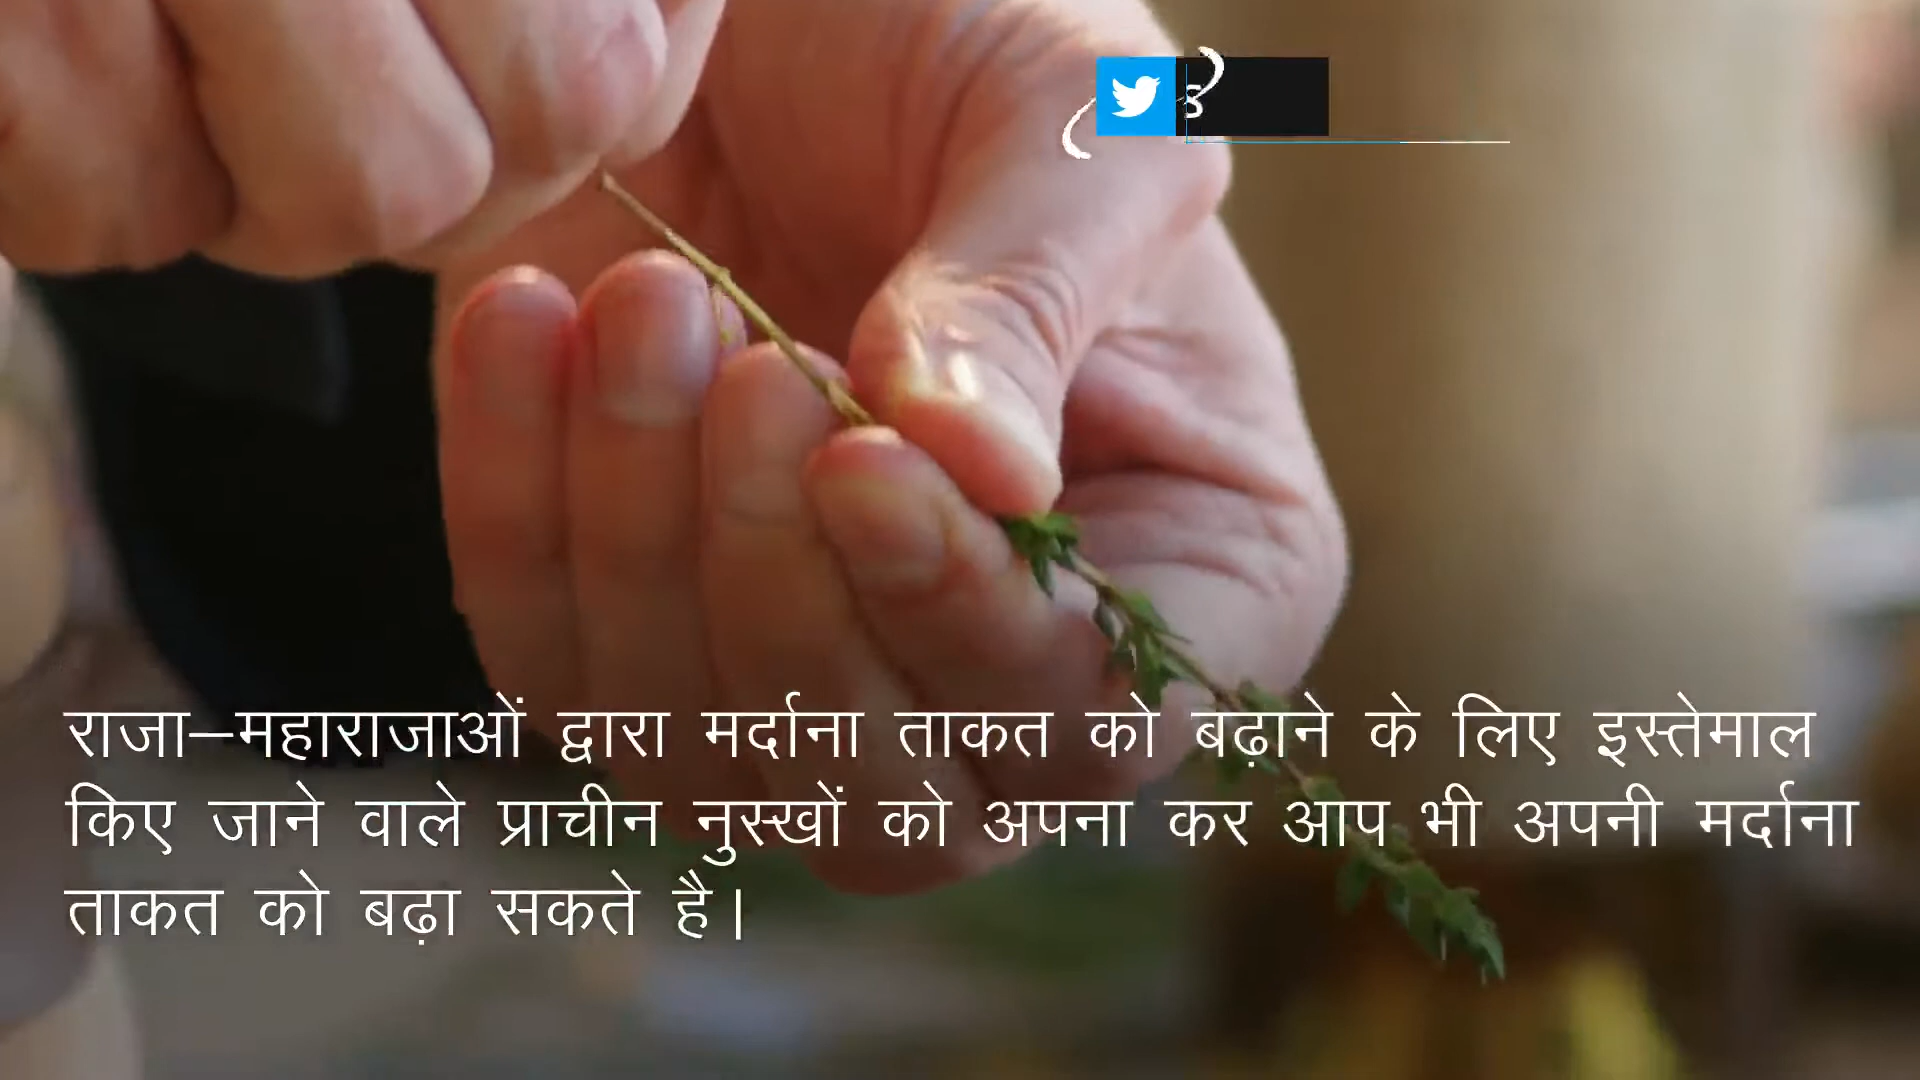 राजा–महाराजाओं द्वारा मर्दाना ताकत को बढ़ाने के लिए इस्तेमाल
किए जाने वाले प्राचीन नुस्खों को अपना कर आप भी अपनी मर्दाना
ताकत को बढ़ा सकते है।